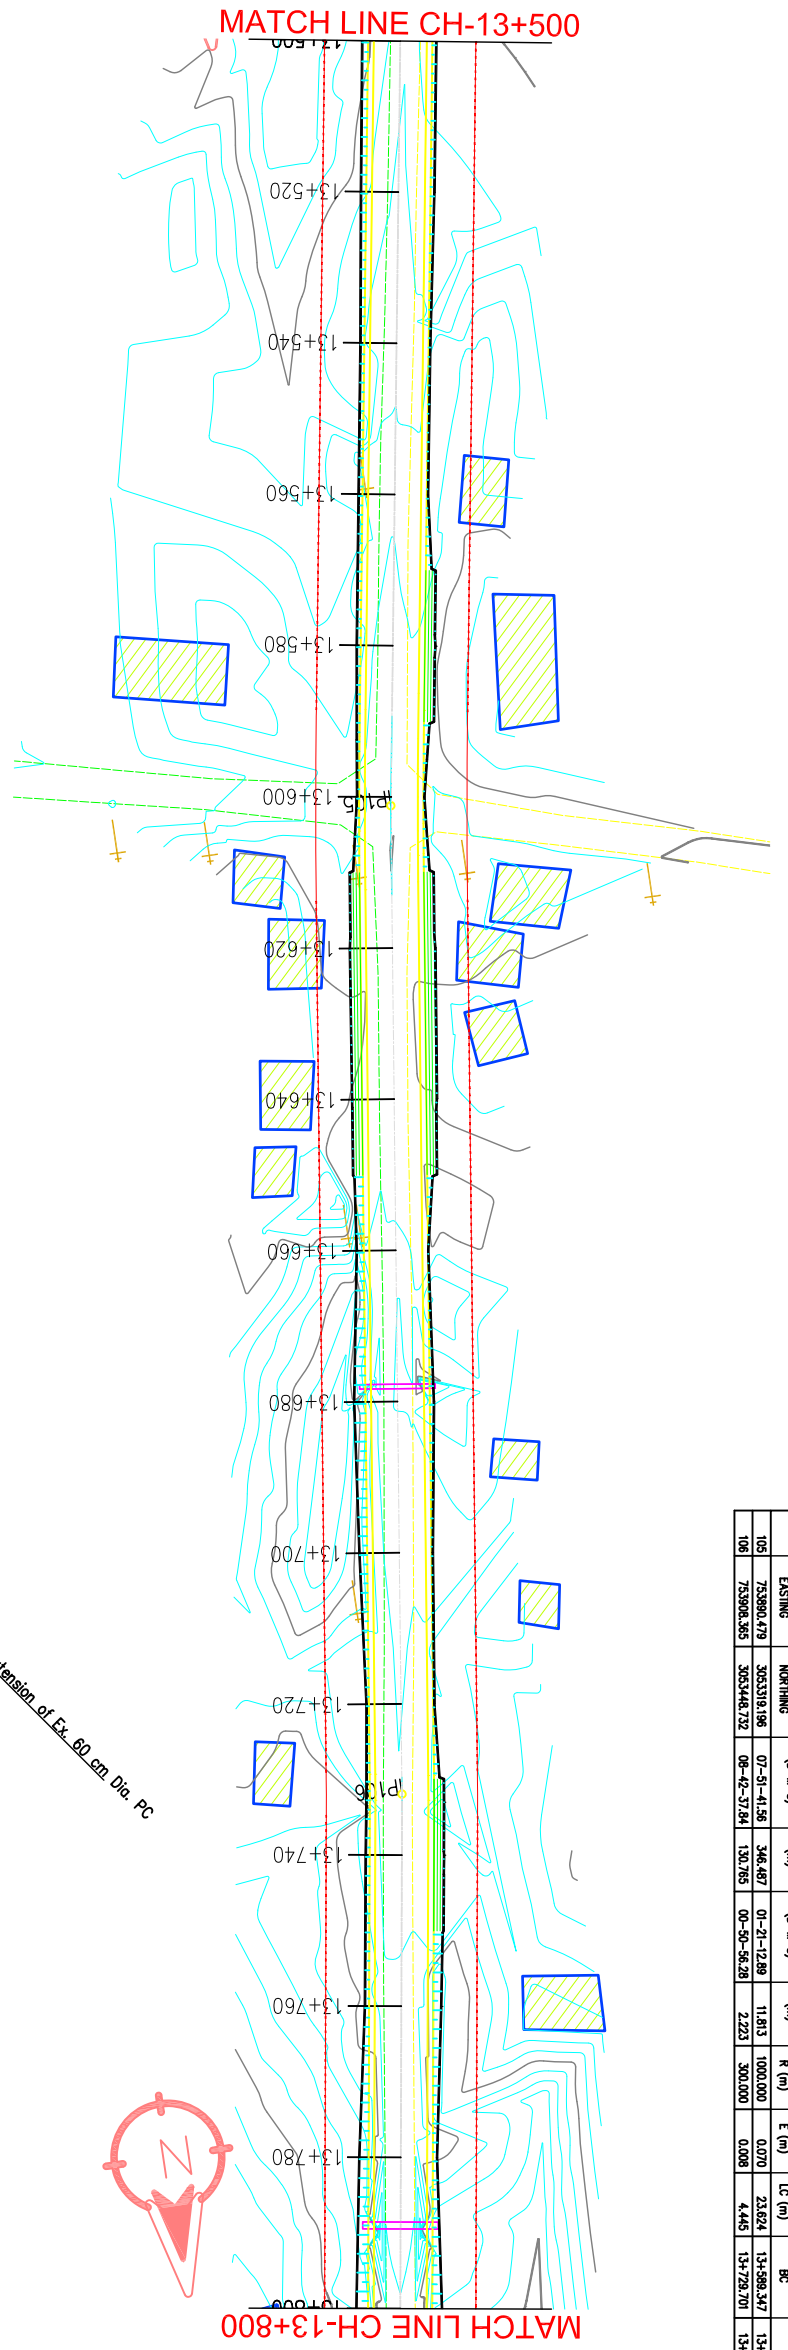 MATCH LINE CH-13+500
13+500
13+520
13+540
13+560
13+580
13+600
IP105
13+620
13+640
13+660
13+680
13+700
13+720
IP106
13+740
13+760
13+780
13+800
MATCH LINE CH-13+800
N
tension of Ex. 60 cm Dia. PC
EASTING NORTHING R (m) E (m) LC (m) BC
105 753890.479 3053319.196 07-51-41.56 346.487 01-21-12.89 11.813 1000.000 0.070 23.624 13+589.347 13+
106 753908.365 3053448.732 08-42-37.84 130.765 00-50-56.28 2.223 300.000 0.008 4.445 13+729.701 13+